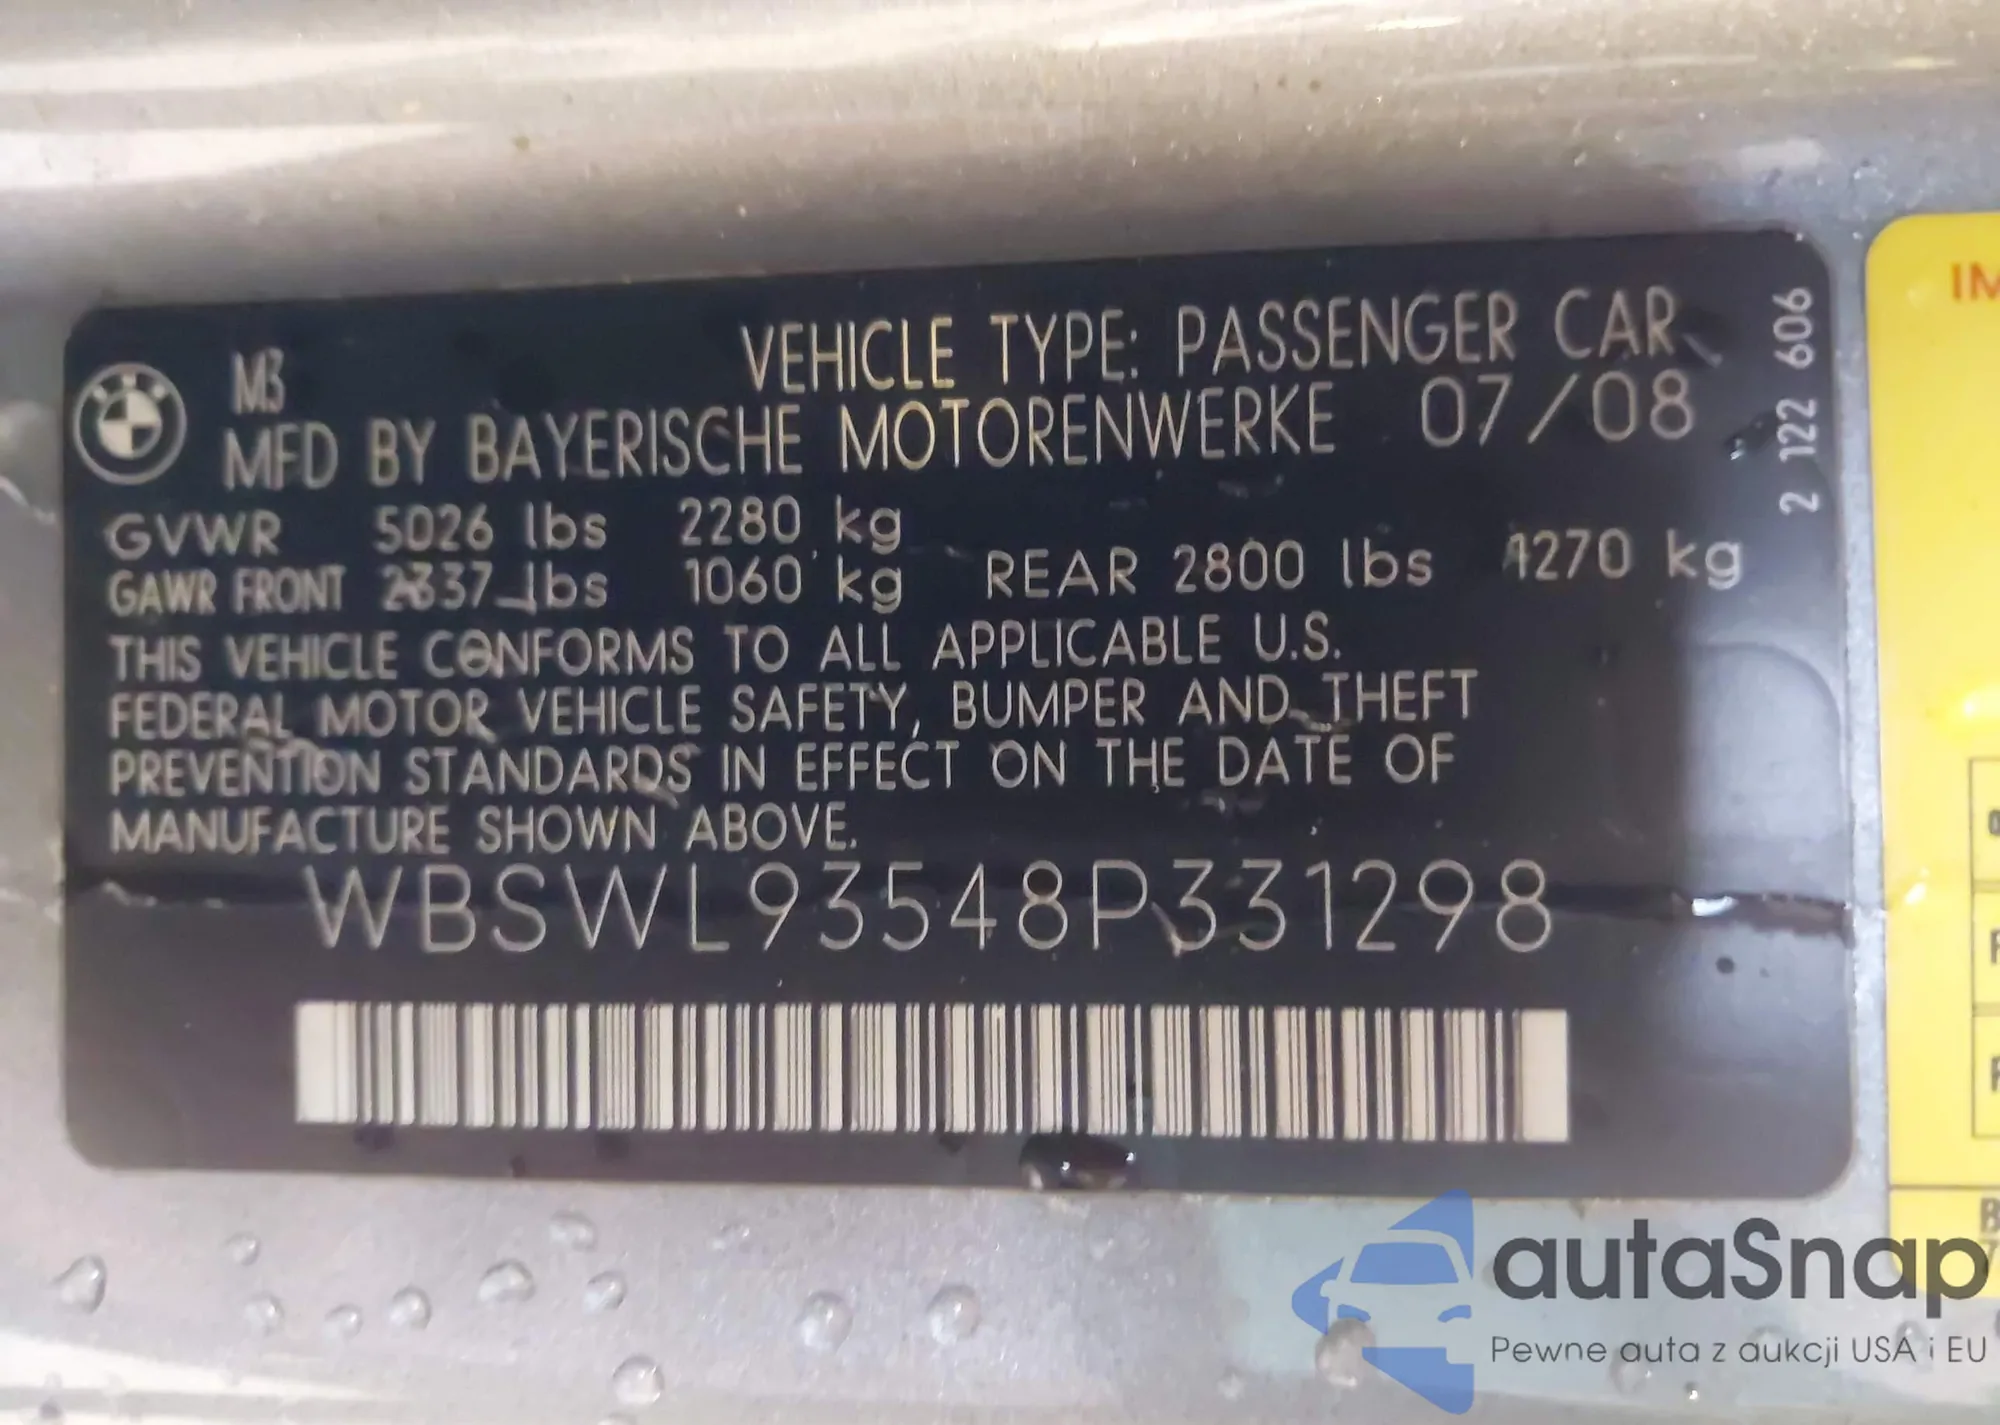 M3 VEHICLE TYPE: PASSENGER CAR
MFD BY BAYERISCHE MOTORENWERKE 07/08
GVWR 5026 lbs 2280 kg
GAWR FRONT 2337 lbs 1060 kg REAR 2800 lbs 1270 kg
THIS VEHICLE CONFORMS TO ALL APPLICABLE U.S.
FEDERAL MOTOR VEHICLE SAFETY, BUMPER AND THEFT
PREVENTION STANDARDS IN EFFECT ON THE DATE OF
MANUFACTURE SHOWN ABOVE.
WBSWL93548P331298
2 122 606
IM
autaSnap
Pewne auta z aukcji USA i EU